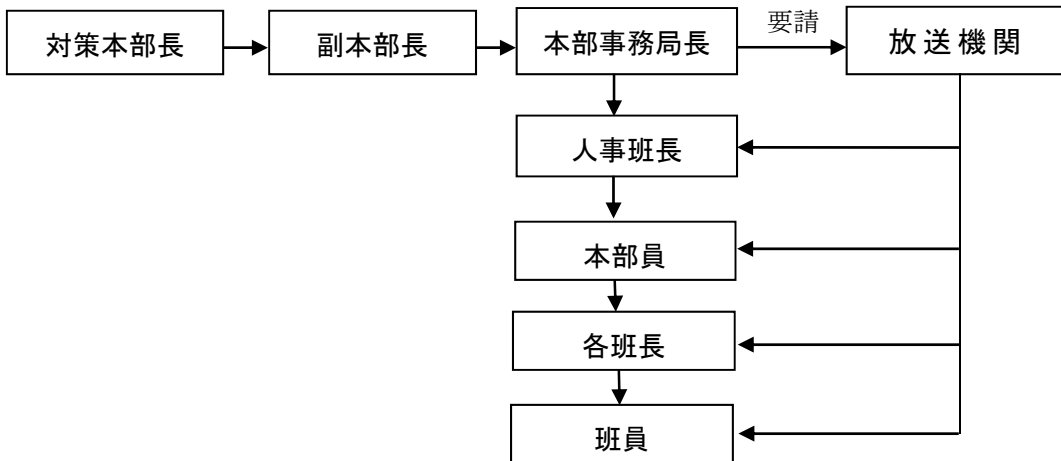 対策本部長
副本部長
本部事務局長
要請
放送機関
人事班長
本部員
各班長
班員